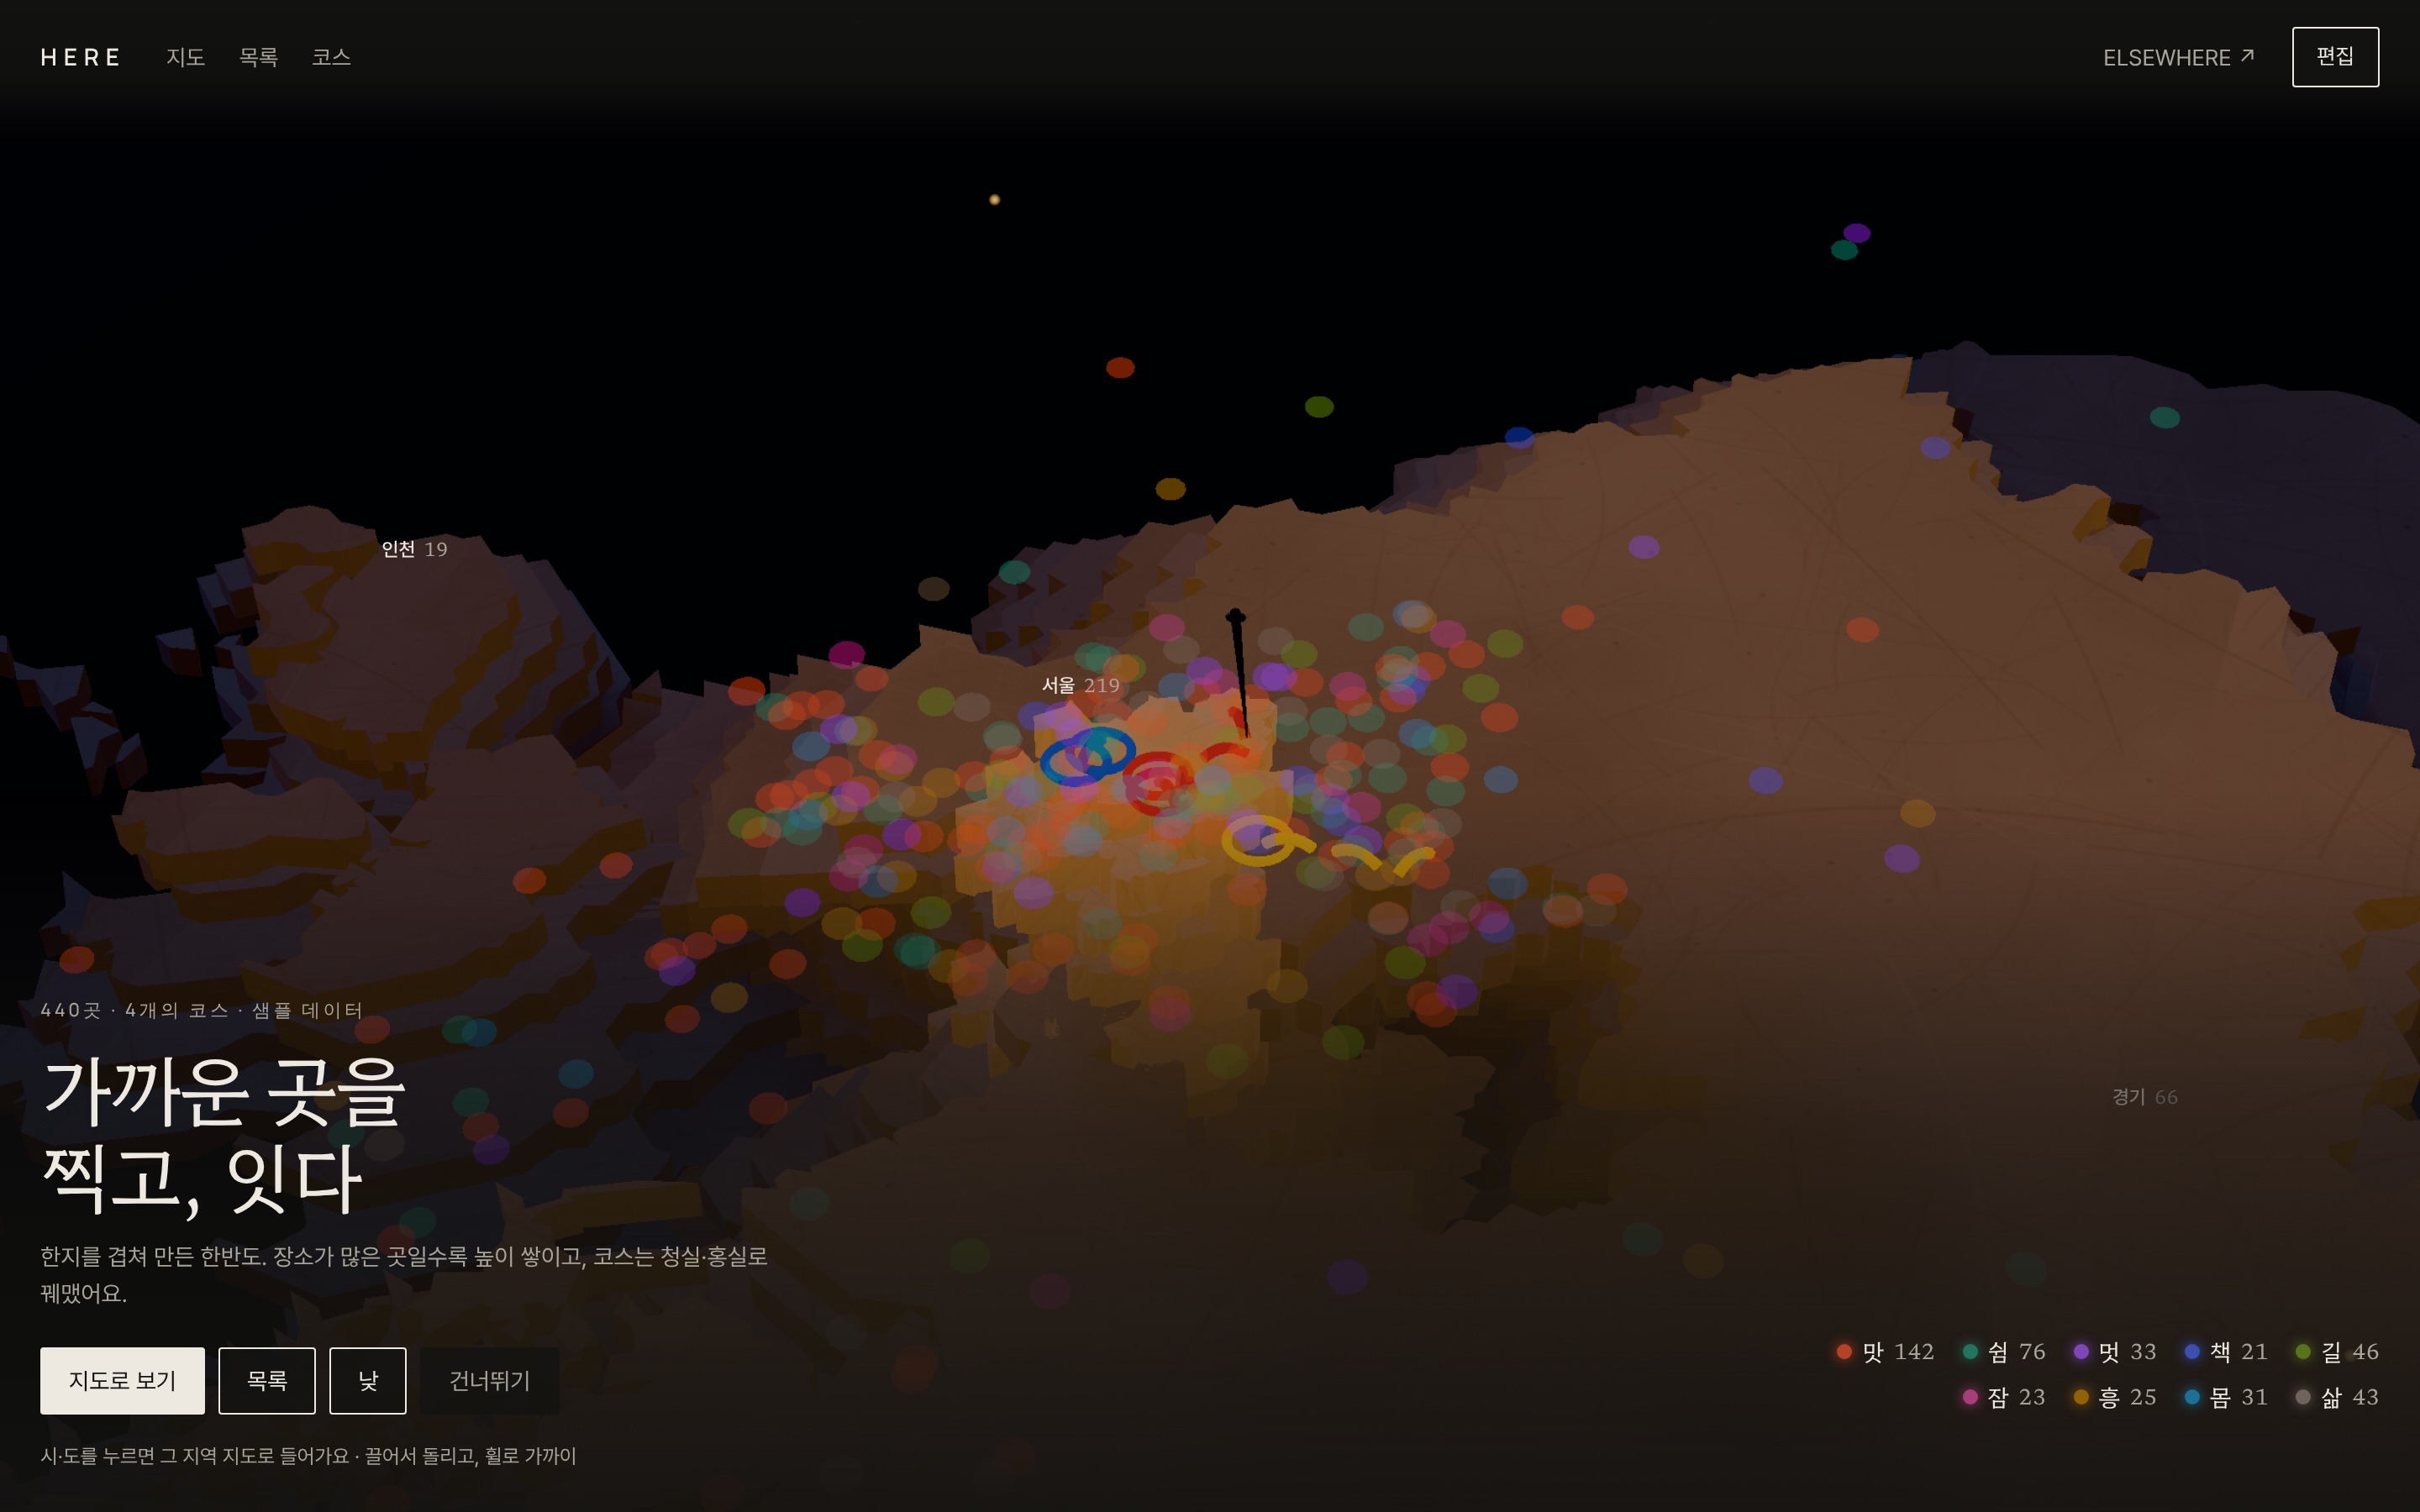 HERE 지도 목록 코스 ELSEWHERE ↗ 편집
인천 19
서울 219
경기 66
440곳 · 4개의 코스 · 샘플 데이터
가까운 곳을
찍고, 잇다
한지를 겹쳐 만든 한반도. 장소가 많은 곳일수록 높이 쌓이고, 코스는 청실·홍실로
꿰맸어요.
지도로 보기 목록 낮 건너뛰기
시·도를 누르면 그 지역 지도로 들어가요 · 끌어서 돌리고, 휠로 가까이
맛 142 쉼 76 멋 33 책 21 길 46
잠 23 흥 25 몸 31 삶 43